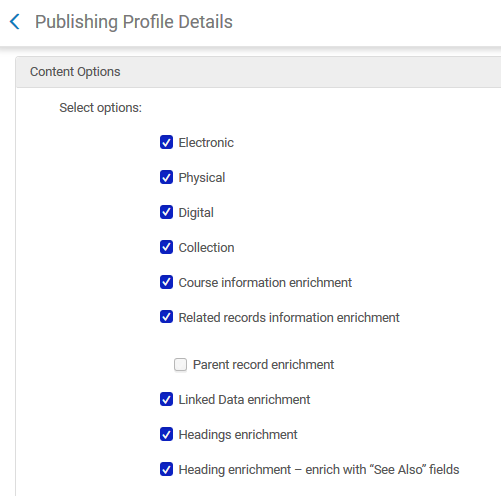 Publishing Profile Details
Content Options
Select options:
Electronic
Physical
Digital
Collection
Course information enrichment
Related records information enrichment
Parent record enrichment
Linked Data enrichment
Headings enrichment
Heading enrichment – enrich with “See Also” fields